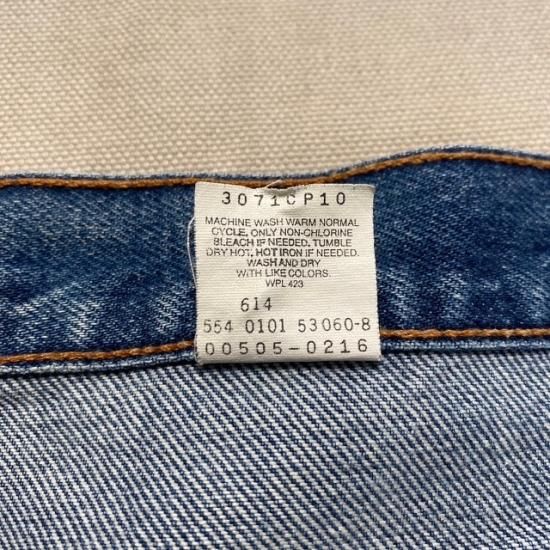 3071CP10
MACHINE WASH WARM NORMAL
CYCLE, ONLY NON-CHLORINE
BLEACH IF NEEDED. TUMBLE
DRY HOT, HOT IRON IF NEEDED.
WASH AND DRY
WITH LIKE COLORS.
WPL 423
614
554 0101 53060-8
00505-0216